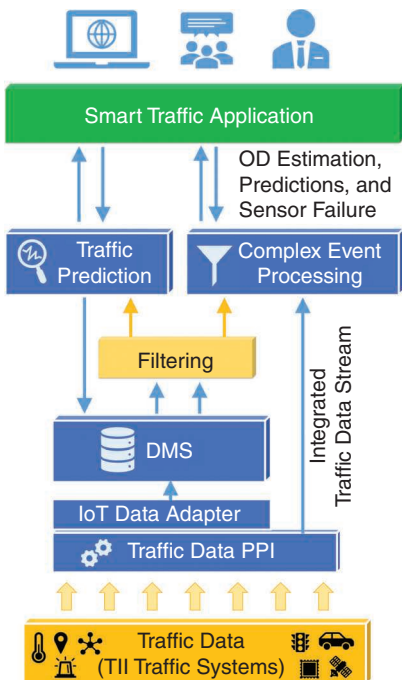 Smart Traffic Application
OD Estimation,
Predictions, and
Sensor Failure
Traffic
Prediction
Complex Event
Processing
Filtering
Integrated
Traffic Data Stream
DMS
IoT Data Adapter
Traffic Data PPI
Traffic Data
(TII Traffic Systems)